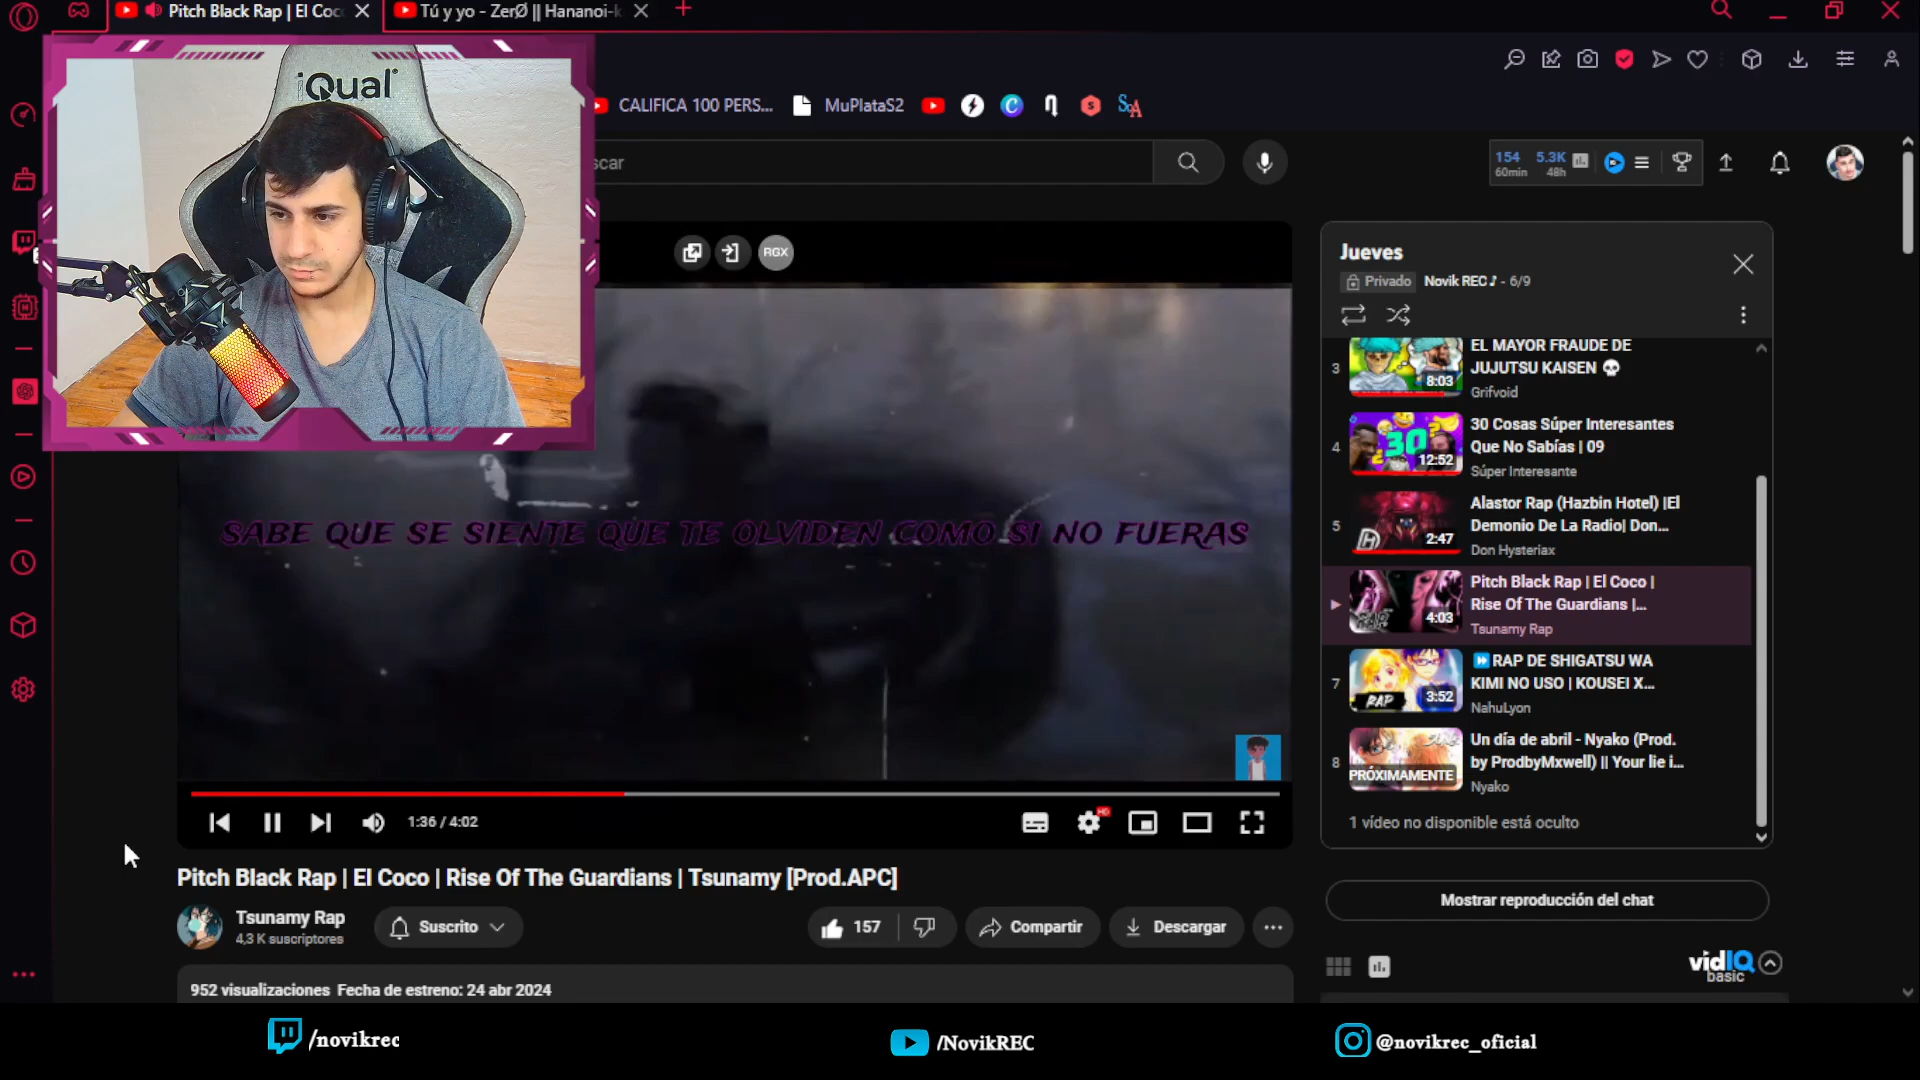 Pitch Black Rap | El Coc
Tú y yo - ZerØ || Hananoi-k
iQual
CALIFICA 100 PERS...
MuPlataS2
scar
154
60min
5.3K
48h
RGX
Jueves
Privado
Novik REC♪ - 6/9
3
8:03
EL MAYOR FRAUDE DE
JUJUTSU KAISEN 💀
Grifvoid
4
30
12:52
30 Cosas Súper Interesantes
Que No Sabías | 09
Súper Interesante
5
2:47
Alastor Rap (Hazbin Hotel) |El
Demonio De La Radio| Don...
Don Hysteriax
RAP
4:03
Pitch Black Rap | El Coco |
Rise Of The Guardians |...
Tsunamy Rap
7
RAP
3:52
⏩RAP DE SHIGATSU WA
KIMI NO USO | KOUSEI X...
NahuLyon
8
PRÓXIMAMENTE
Un día de abril - Nyako (Prod.
by ProdbyMxwell) || Your lie i...
Nyako
1 vídeo no disponible está oculto
SABE QUE SE SIENTE QUE TE OLVIDEN COMO SI NO FUERAS
1:36 / 4:02
HD
Pitch Black Rap | El Coco | Rise Of The Guardians | Tsunamy [Prod.APC]
Tsunamy Rap
4,3 K suscriptores
Suscrito
157
Compartir
Descargar
952 visualizaciones Fecha de estreno: 24 abr 2024
Mostrar reproducción del chat
vidIQ
basic
/novikrec
/NovikREC
@novikrec_oficial